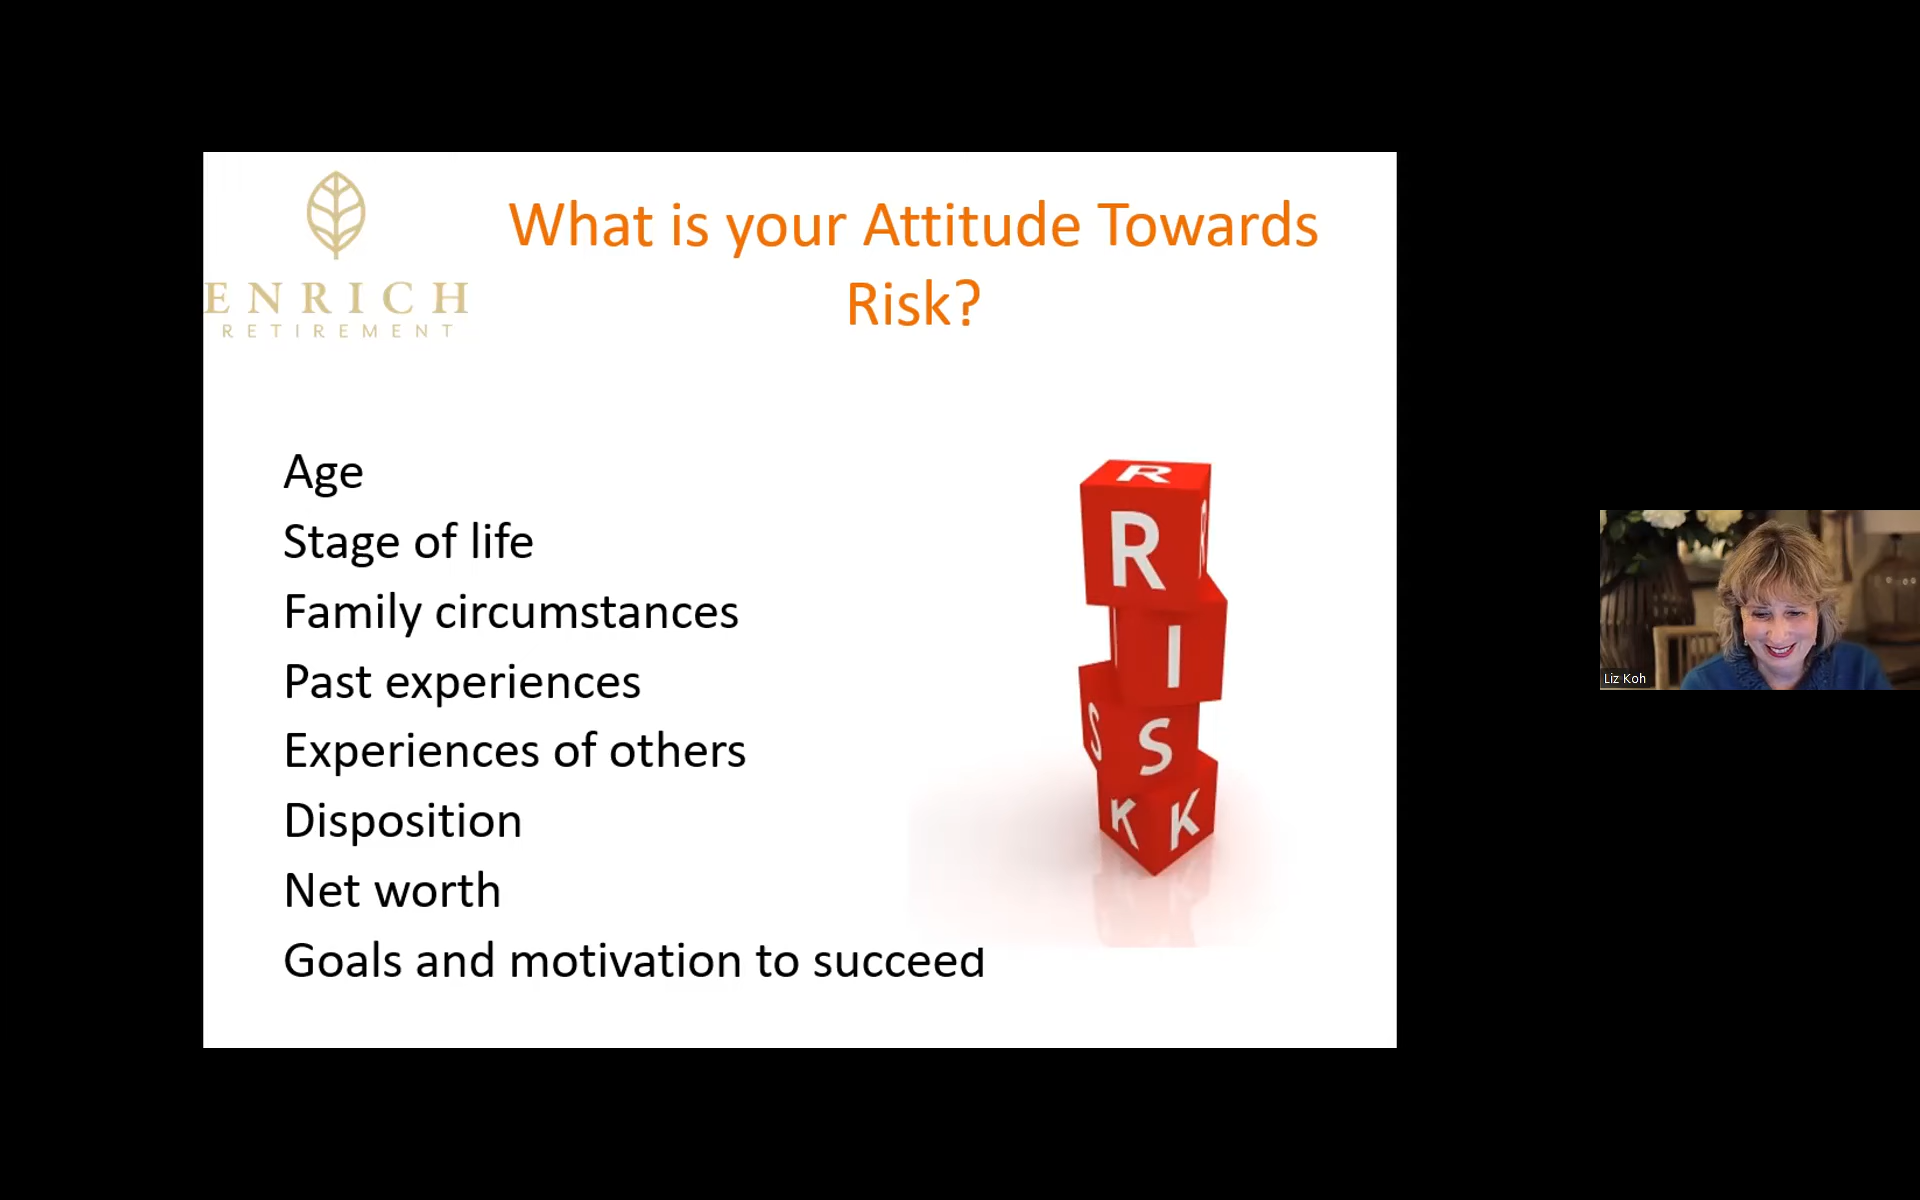 ENRICH
RETIREMENT
What is your Attitude Towards
Risk?
Age
Stage of life
Family circumstances
Past experiences
Experiences of others
Disposition
Net worth
Goals and motivation to succeed
R
R R
I
S S
K K
Liz Koh